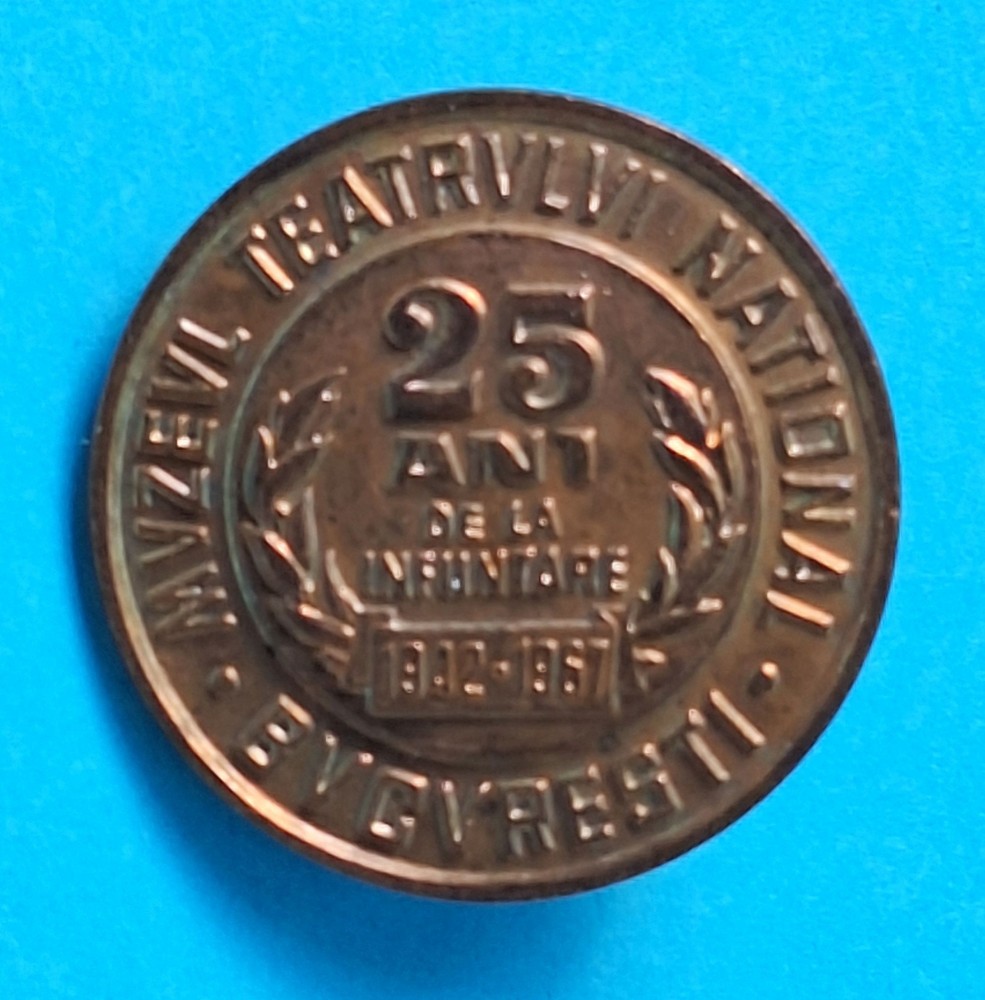 MVZEVL TEATRVLVI NATIONAL
25
ANI
DE LA
INFIINTARE
1942-1967
• BVCVRESTI •